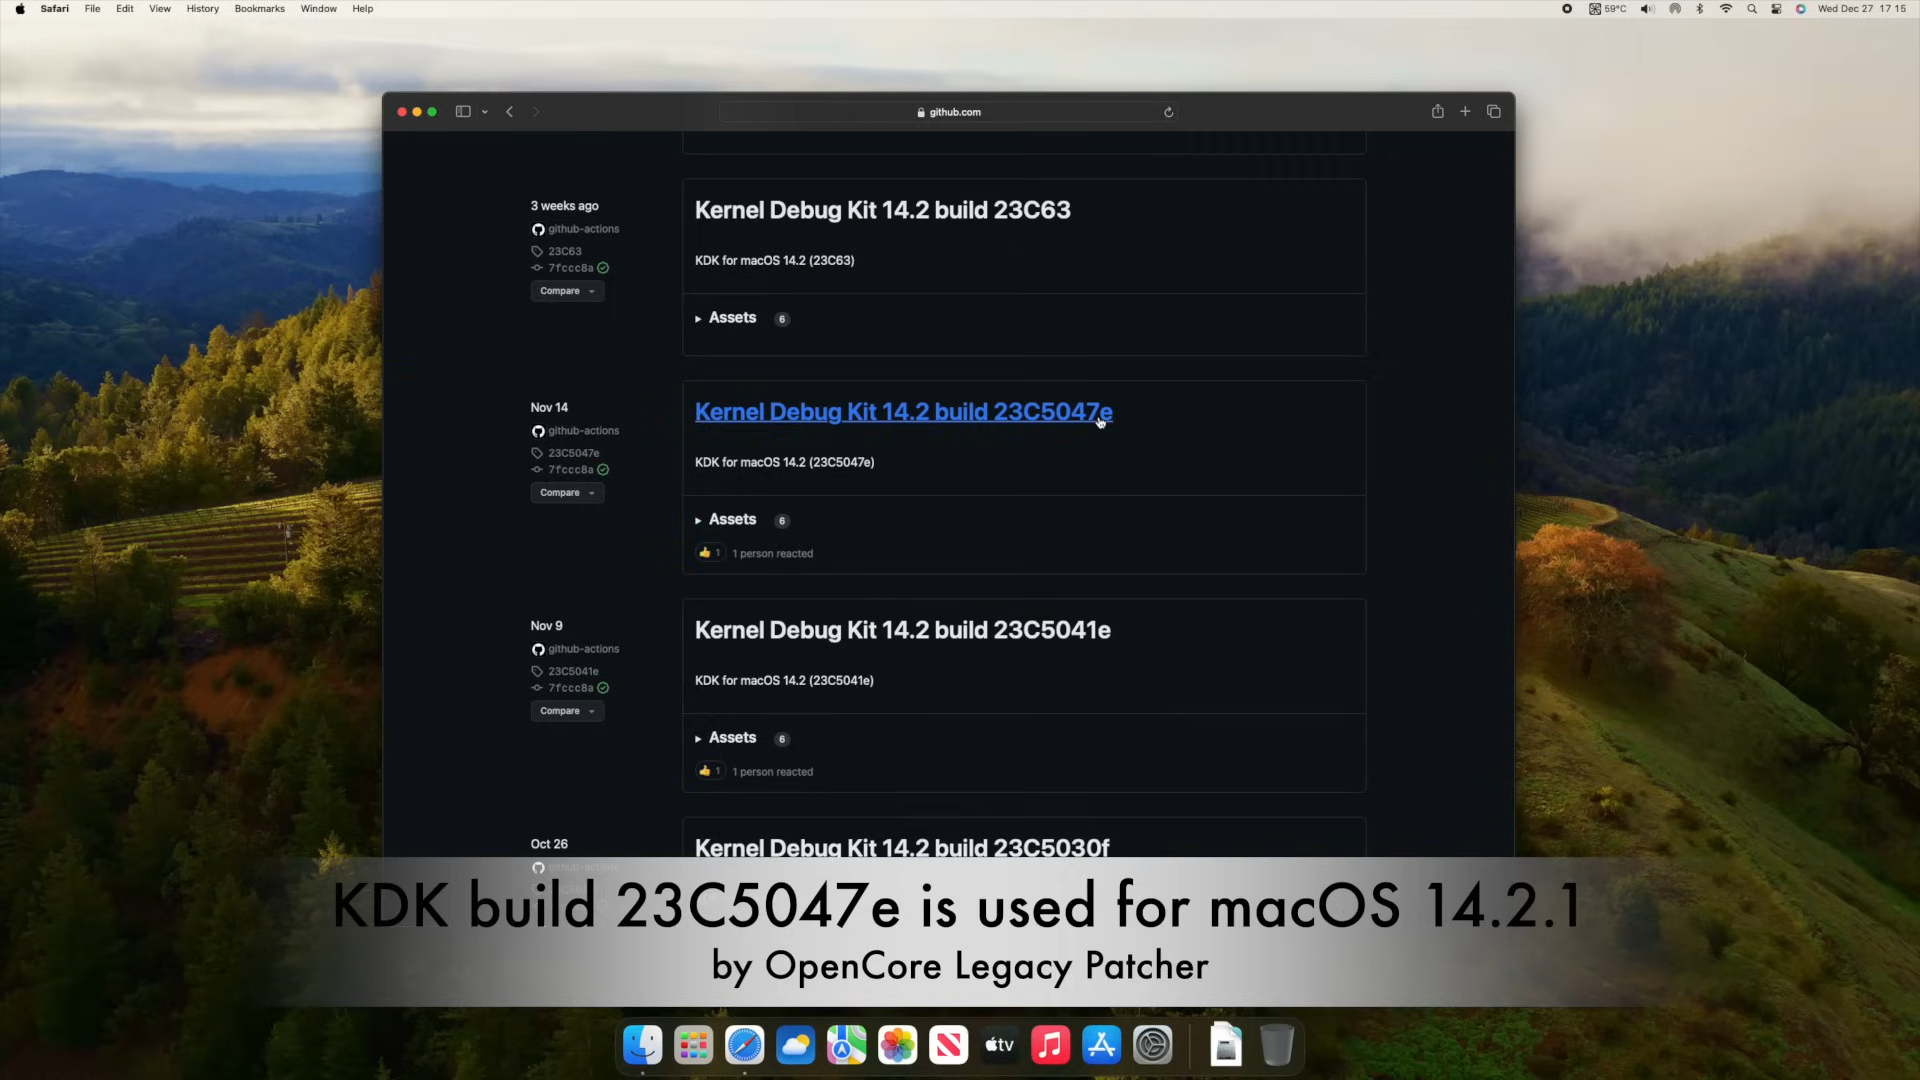 Safari File Edit View History Bookmarks Window Help
59°C Wed Dec 27 17 15
github.com
3 weeks ago
github-actions
23C63
7fccc8a
Compare
Kernel Debug Kit 14.2 build 23C63
KDK for macOS 14.2 (23C63)
Assets 6
Nov 14
github-actions
23C5047e
7fccc8a
Compare
Kernel Debug Kit 14.2 build 23C5047e
KDK for macOS 14.2 (23C5047e)
Assets 6
1 1 person reacted
Nov 9
github-actions
23C5041e
7fccc8a
Compare
Kernel Debug Kit 14.2 build 23C5041e
KDK for macOS 14.2 (23C5041e)
Assets 6
1 1 person reacted
Oct 26
github-actions
Kernel Debug Kit 14.2 build 23C5030f
KDK build 23C5047e is used for macOS 14.2.1
by OpenCore Legacy Patcher
tv